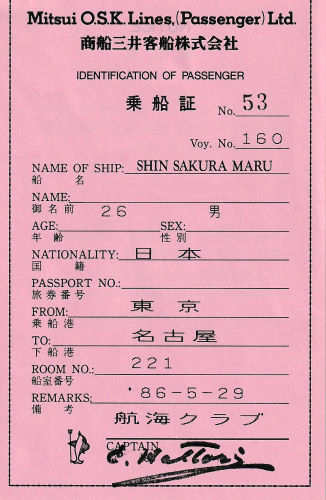 Mitsui O.S.K. Lines, (Passenger) Ltd.
商船三井客船株式会社
IDENTIFICATION OF PASSENGER
乗船証 No. 53
Voy. No. 160
NAME OF SHIP: SHIN SAKURA MARU
船名
NAME:
御名前 26 男
AGE: SEX:
年齢 性別
NATIONALITY: 日本
国籍
PASSPORT NO.:
旅券番号
FROM: 東京
乗船港
TO: 名古屋
下船港
ROOM NO.: 221
船室番号
REMARKS: '86-5-29
備考 航海クラブ
CAPTAIN